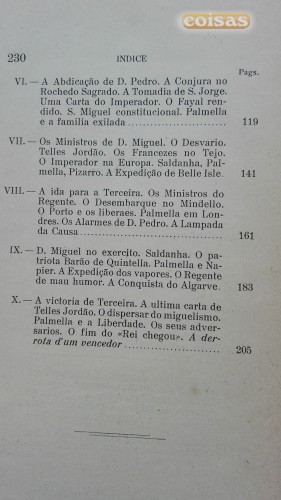 coisas
230 INDICE
Pags.
VI. — A Abdicação de D. Pedro. A Conjura no
Rochedo Sagrado. A Tomadia de S. Jorge.
Uma Carta do Imperador. O Fayal ren-
dido. S. Miguel constitucional. Palmella
e a familia exilada ........................ 119
VII. — Os Ministros de D. Miguel. O Desvario.
Telles Jordão. Os Francezes no Tejo.
O Imperador na Europa. Saldanha, Pal-
mella, Pizarro. A Expedição de Belle Isle. 141
VIII. — A ida para a Terceira. Os Ministros do
Regente. O Desembarque no Mindello.
O Porto e os liberaes. Palmella em Lon-
dres. Os Alarmes de D. Pedro. A Lampada
da Causa ........................ 161
IX. — D. Miguel no exercito. Saldanha. O pa-
triota Barão de Quintella. Palmella e Na-
pier. A Expedição dos vapores. O Regente
de mau humor. A Conquista do Algarve. 183
X. — A victoria de Terceira. A ultima carta de
Telles Jordão. O dispersar do miguelismo.
Palmella e a Liberdade. Os seus adver-
sarios. O fim do «Rei chegou». A der-
rota d'um vencedor ........................ 205